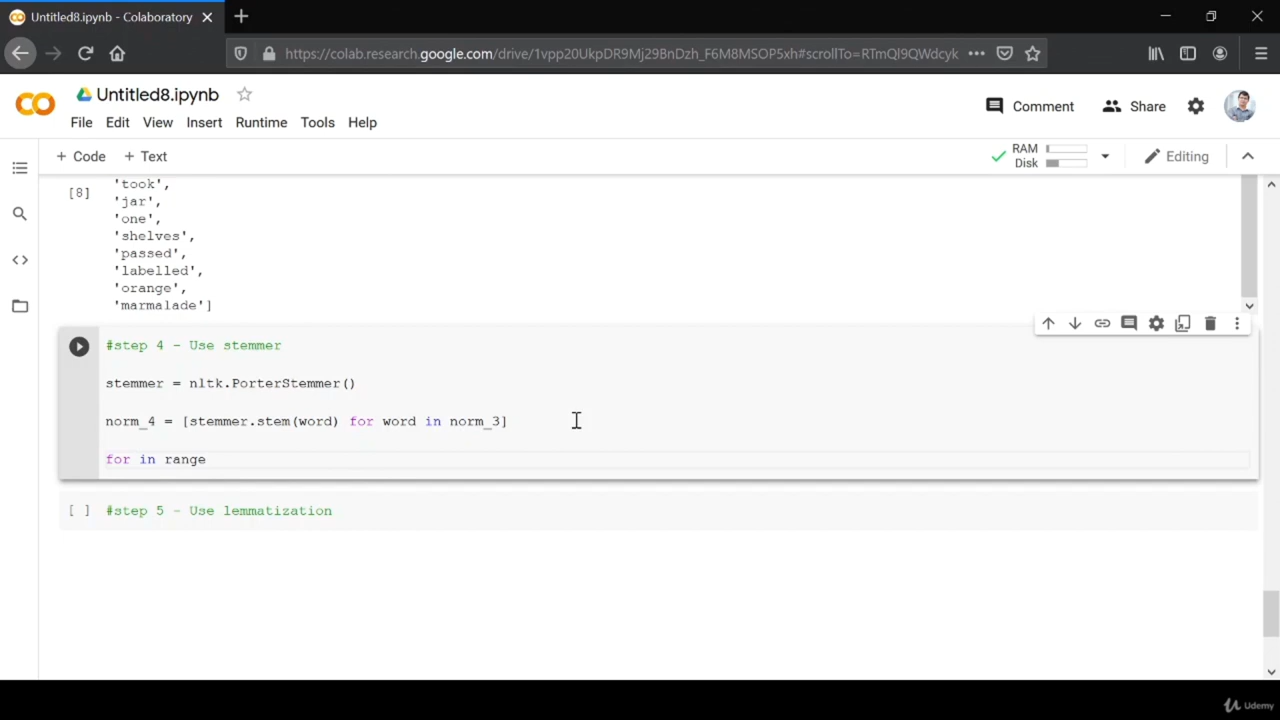 Untitled8.ipynb - Colaboratory
https://colab.research.google.com/drive/1vpp20UkpDR9Mj29BnDzh_F6M8MSOP5xh#scrollTo=RTmQl9QWdcyk
Untitled8.ipynb
Comment
Share
File Edit View Insert Runtime Tools Help
+ Code + Text
RAM
Disk
Editing
[8]
'took',
'jar',
'one',
'shelves',
'passed',
'labelled',
'orange',
'marmalade']
#step 4 - Use stemmer
stemmer = nltk.PorterStemmer()
norm_4 = [stemmer.stem(word) for word in norm_3]
for in range
[ ] #step 5 - Use lemmatization
Udemy